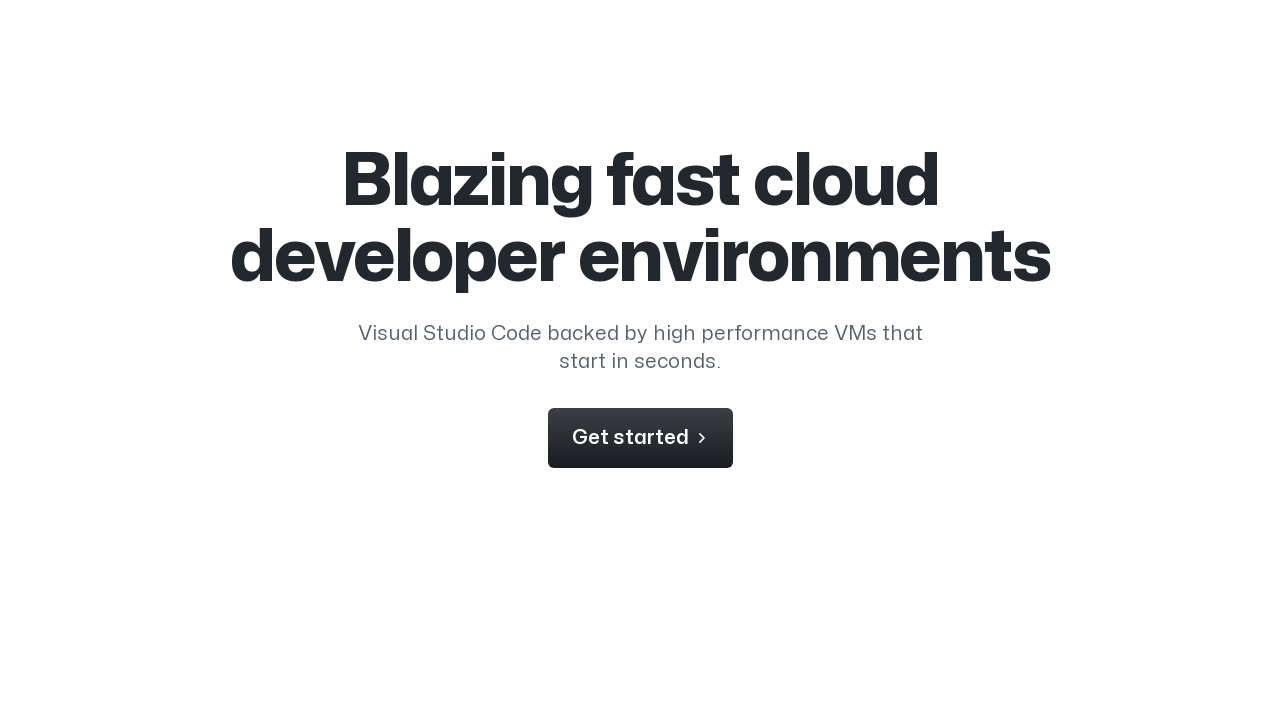 Blazing fast cloud
developer environments
Visual Studio Code backed by high performance VMs that
start in seconds.
Get started